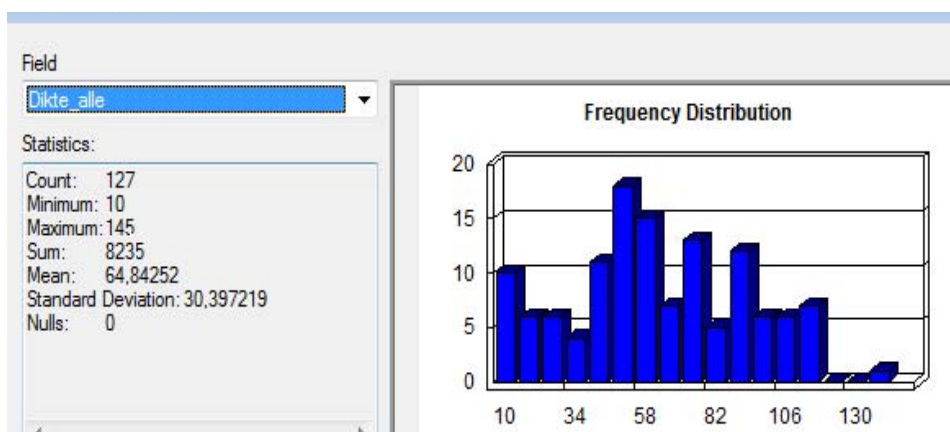 Field
Dikte_alle
Statistics:
Count: 127
Minimum: 10
Maximum: 145
Sum: 8235
Mean: 64,84252
Standard Deviation: 30,397219
Nulls: 0
Frequency Distribution
20
15
10
5
0
10 34 58 82 106 130